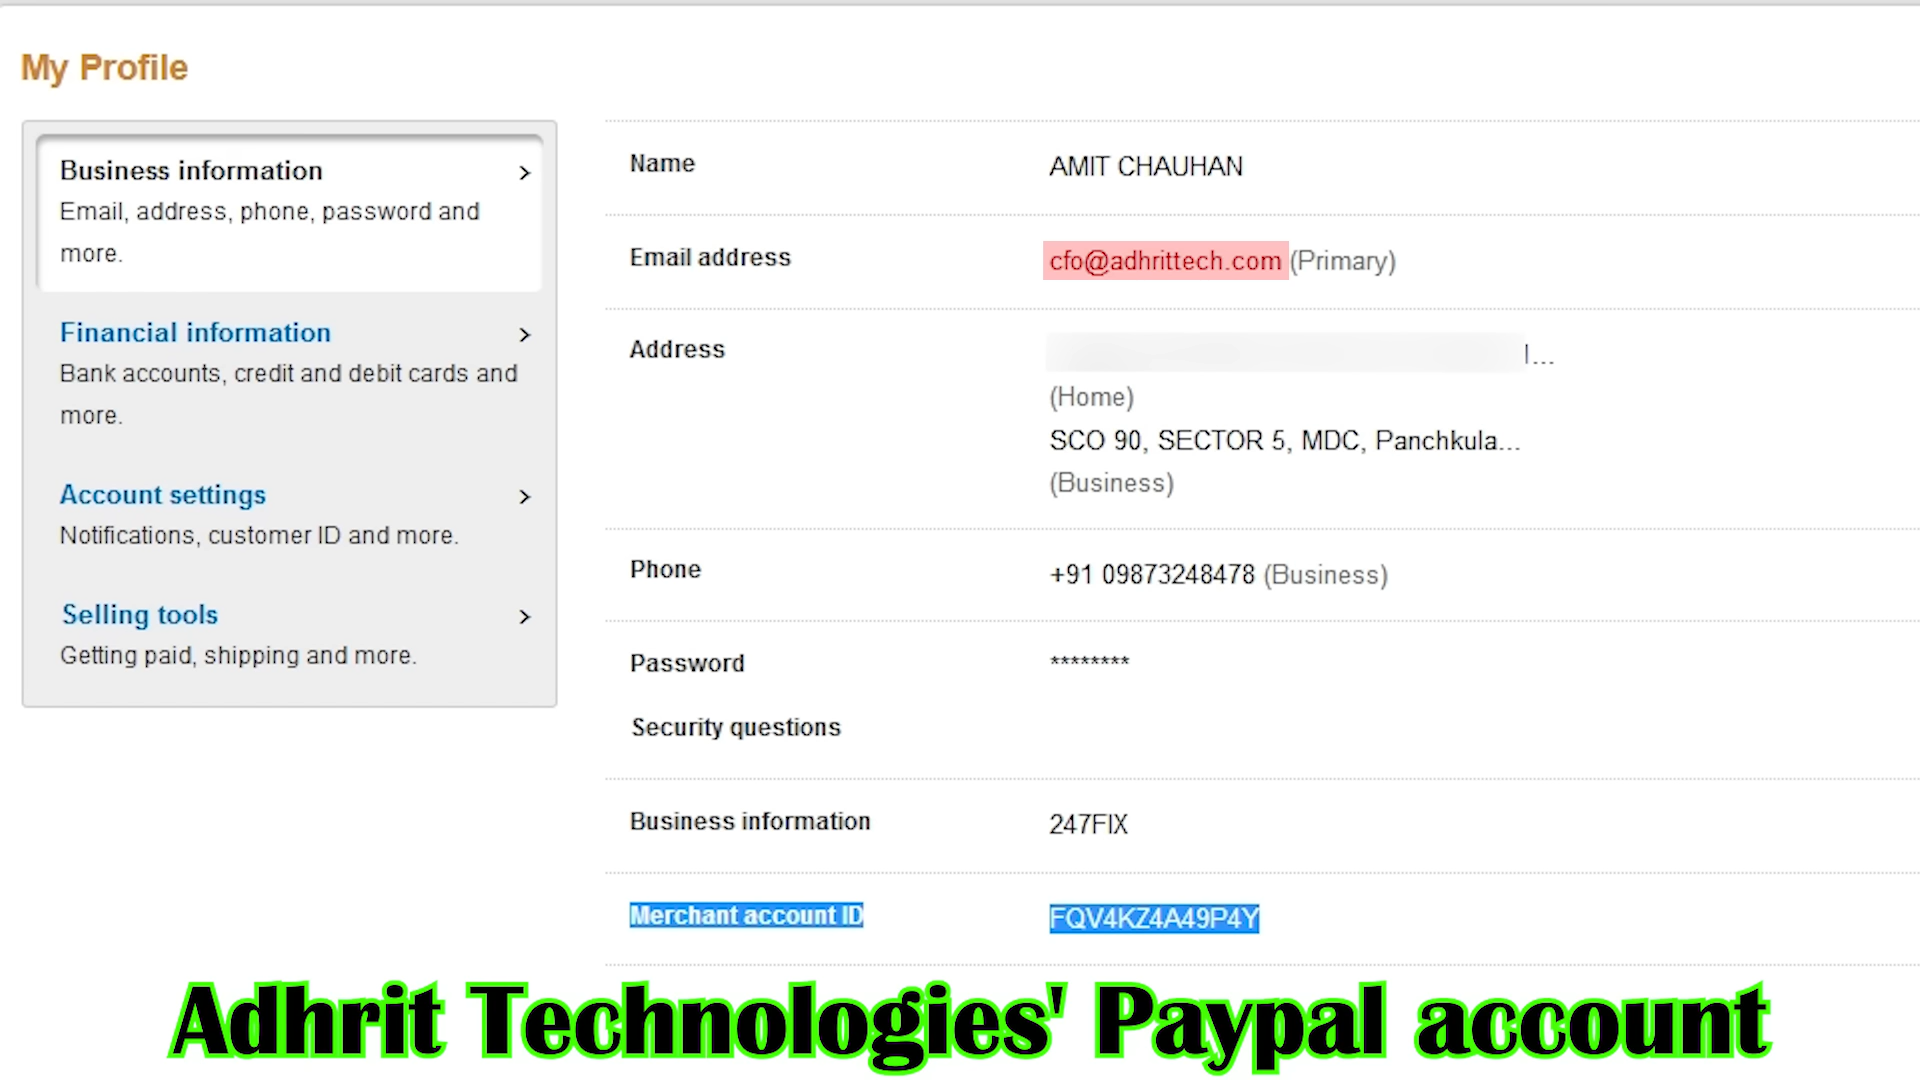 My Profile
Business information
Email, address, phone, password and
more.
Financial information
Bank accounts, credit and debit cards and
more.
Account settings
Notifications, customer ID and more.
Selling tools
Getting paid, shipping and more.
Name AMIT CHAUHAN
Email address cfo@adhrittech.com (Primary)
Address
(Home)
SCO 90, SECTOR 5, MDC, Panchkula...
(Business)
Phone +91 09873248478 (Business)
Password ********
Security questions
Business information 247FIX
Merchant account ID FQV4KZ4A49P4Y
Adhrit Technologies' Paypal account